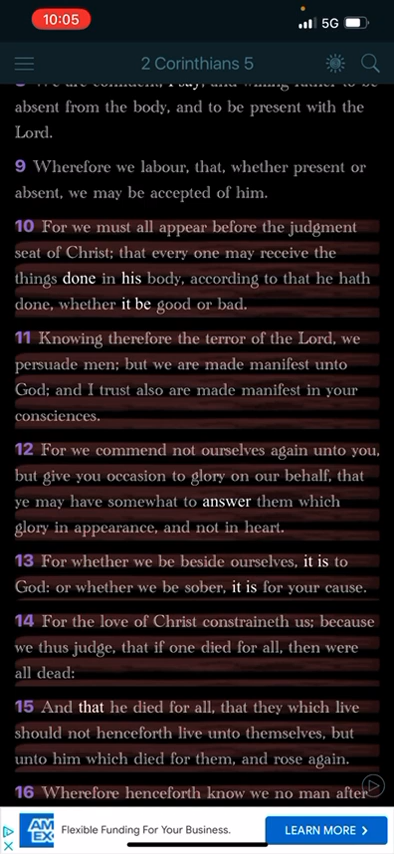 10:05
5G
2 Corinthians 5
absent from the body, and to be present with the
Lord.
9 Wherefore we labour, that, whether present or
absent, we may be accepted of him.
10 For we must all appear before the judgment
seat of Christ; that every one may receive the
things done in his body, according to that he hath
done, whether it be good or bad.
11 Knowing therefore the terror of the Lord, we
persuade men; but we are made manifest unto
God; and I trust also are made manifest in your
consciences.
12 For we commend not ourselves again unto you,
but give you occasion to glory on our behalf, that
ye may have somewhat to answer them which
glory in appearance, and not in heart.
13 For whether we be beside ourselves, it is to
God: or whether we be sober, it is for your cause.
14 For the love of Christ constraineth us; because
we thus judge, that if one died for all, then were
all dead:
15 And that he died for all, that they which live
should not henceforth live unto themselves, but
unto him which died for them, and rose again.
16 Wherefore henceforth know we no man after
AM
EX
Flexible Funding For Your Business.
LEARN MORE >